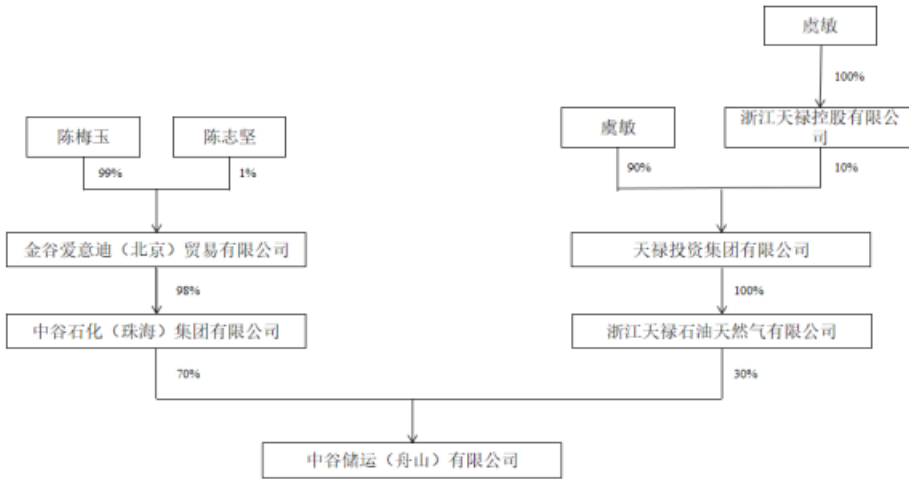 虞敏
100%
陈梅玉
陈志坚
虞敏
浙江天禄控股有限公
司
99%
1%
90%
10%
金谷爱意迪（北京）贸易有限公司
天禄投资集团有限公司
98%
100%
中谷石化（珠海）集团有限公司
浙江天禄石油天然气有限公司
70%
30%
中谷储运（舟山）有限公司